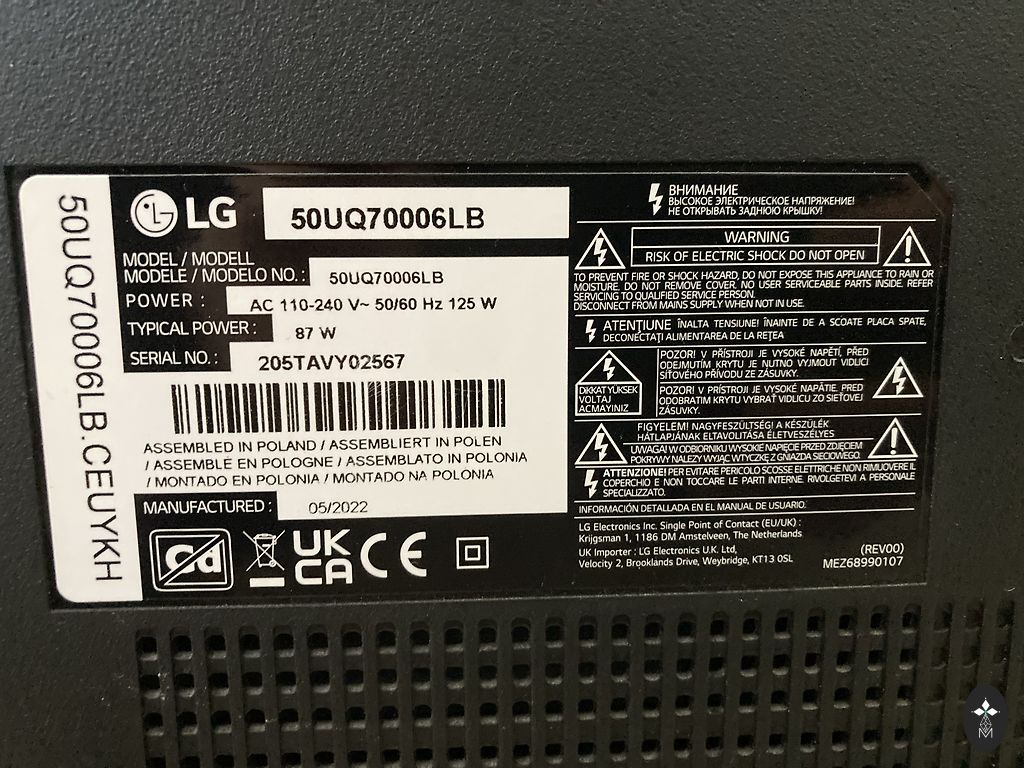 50UQ70006LB.CEUYKH
LG
50UQ70006LB
MODEL / MODELL
MODELE / MODELO NO. :
50UQ70006LB
POWER :
AC 110-240 V~ 50/60 Hz 125 W
TYPICAL POWER :
87 W
SERIAL NO. :
205TAVY02567
ASSEMBLED IN POLAND / ASSEMBLIERT IN POLEN
/ ASSEMBLÉ EN POLOGNE / ASSEMBLATO IN POLONIA
/ MONTADO EN POLONIA / MONTADO NA POLONIA
MANUFACTURED :
05/2022
Cd
UK
CA
CE
ВНИМАНИЕ
ВЫСОКОЕ ЭЛЕКТРИЧЕСКОЕ НАПРЯЖЕНИЕ!
НЕ ОТКРЫВАТЬ ЗАДНЮЮ КРЫШКУ!
WARNING
RISK OF ELECTRIC SHOCK DO NOT OPEN
TO PREVENT FIRE OR SHOCK HAZARD, DO NOT EXPOSE THIS APPLIANCE TO RAIN OR
MOISTURE. DO NOT REMOVE COVER. NO USER SERVICEABLE PARTS INSIDE. REFER
SERVICING TO QUALIFIED SERVICE PERSON.
DISCONNECT FROM MAINS SUPPLY WHEN NOT IN USE.
ATENŢIUNE ÎNALTA TENSIUNE! ÎNAINTE DE A SCOATE PLACA SPATE,
DECONECTAŢI ALIMENTAREA DE LA REŢEA
DİKKAT YÜKSEK
VOLTAJ
AÇMAYINIZ
POZOR! V PŘÍSTROJI JE VYSOKÉ NAPĚTÍ, PŘED
ODEJMUTÍM KRYTU JE NUTNO VYJMOUT VIDLICI
SÍŤOVÉHO PŘÍVODU ZE ZÁSUVKY.
POZOR! V PRÍSTROJI JE VYSOKÉ NAPÄTIE, PRED
ODOBRATIM KRYTU VYBRAŤ VIDLICU ZO SIEŤOVEJ
ZÁSUVKY.
FIGYELEM! NAGYFESZÜLTSÉG! A KÉSZÜLÉK
HÁTLAPJÁNAK ELTAVOLITÁSA ÉLETVESZÉLYES
UWAGA! W ODBIORNIKU WYSOKIE NAPIĘCIE PRZED ZDJĘCIEM
POKRYWY NALEŻY WYJĄĆ WTYCZKĘ Z GNIAZDA SIECIOWEGO.
ATTENZIONE! PER EVITARE PERICOLO SCOSSE ELETTRICHE NON RIMUOVERE IL
COPERCHIO E NON TOCCARE LE PARTI INTERNE. RIVOLGETEVI A PERSONALE
SPECIALIZZATO.
INFORMACIÓN DETALLADA EN EL MANUAL DE USUARIO.
LG Electronics Inc. Single Point of Contact (EU/UK) :
Krijgsman 1, 1186 DM Amstelveen, The Netherlands
UK Importer : LG Electronics U.K. Ltd,
Velocity 2, Brooklands Drive, Weybridge, KT13 0SL
(REV00)
MEZ68990107
M